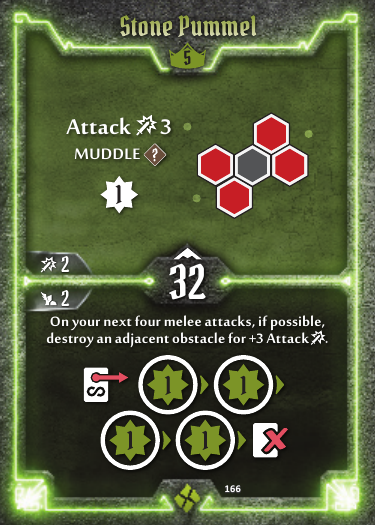 Stone Pummel
5
Attack 3
MUDDLE ?
1
2
32
2
On your next four melee attacks, if possible,
destroy an adjacent obstacle for +3 Attack.
S 1 1
1 1
166